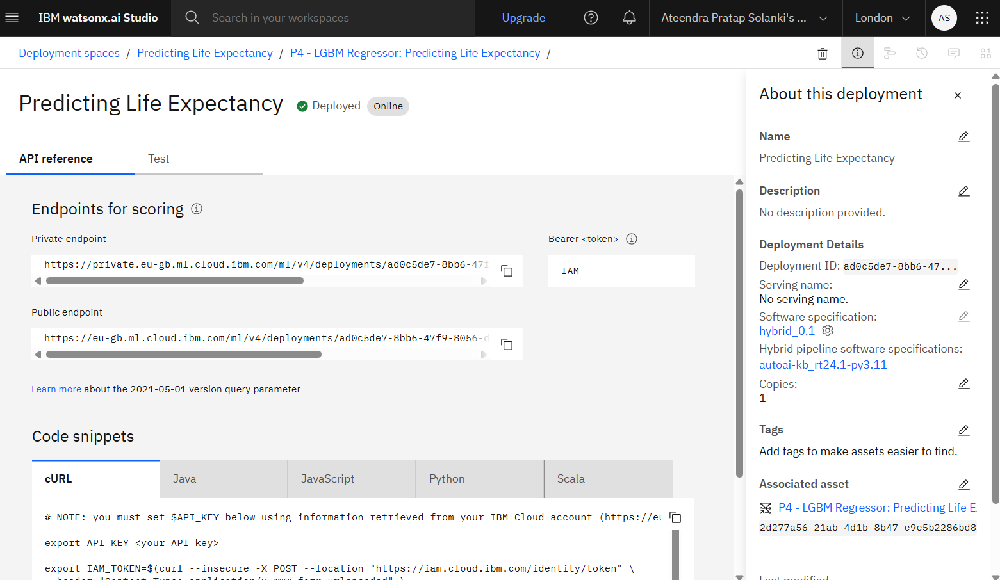 IBM watsonx.ai Studio
Search in your workspaces
Upgrade
Ateendra Pratap Solanki's ...
London
AS
Deployment spaces / Predicting Life Expectancy / P4 - LGBM Regressor: Predicting Life Expectancy /
Predicting Life Expectancy
Deployed
Online
API reference
Test
Endpoints for scoring
Private endpoint
https://private.eu-gb.ml.cloud.ibm.com/ml/v4/deployments/ad0c5de7-8bb6-47f
Bearer <token>
IAM
Public endpoint
https://eu-gb.ml.cloud.ibm.com/ml/v4/deployments/ad0c5de7-8bb6-47f9-8056-d
Learn more about the 2021-05-01 version query parameter
Code snippets
cURL
Java
JavaScript
Python
Scala
# NOTE: you must set $API_KEY below using information retrieved from your IBM Cloud account (https://eu
export API_KEY=<your API key>
export IAM_TOKEN=$(curl --insecure -X POST --location "https://iam.cloud.ibm.com/identity/token" \
About this deployment
Name
Predicting Life Expectancy
Description
No description provided.
Deployment Details
Deployment ID: ad0c5de7-8bb6-47...
Serving name:
No serving name.
Software specification:
hybrid_0.1
Hybrid pipeline software specifications:
autoai-kb_rt24.1-py3.11
Copies:
1
Tags
Add tags to make assets easier to find.
Associated asset
P4 - LGBM Regressor: Predicting Life E
2d277a56-21ab-4d1b-8b47-e9e5b2286bd8
Last modified